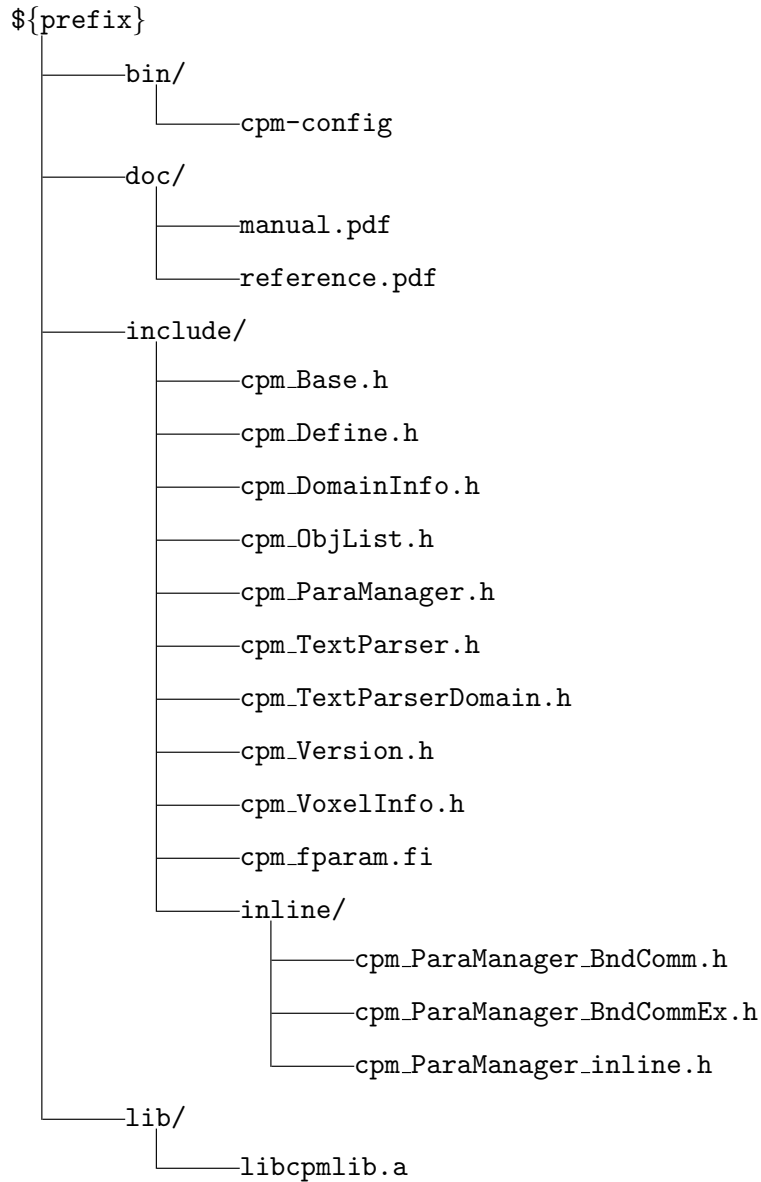 ${prefix}
bin/
cpm-config
doc/
manual.pdf
reference.pdf
include/
cpm_Base.h
cpm_Define.h
cpm_DomainInfo.h
cpm_ObjList.h
cpm_ParaManager.h
cpm_TextParser.h
cpm_TextParserDomain.h
cpm_Version.h
cpm_VoxelInfo.h
cpm_fparam.fi
inline/
cpm_ParaManager_BndComm.h
cpm_ParaManager_BndCommEx.h
cpm_ParaManager_inline.h
lib/
libcpmlib.a